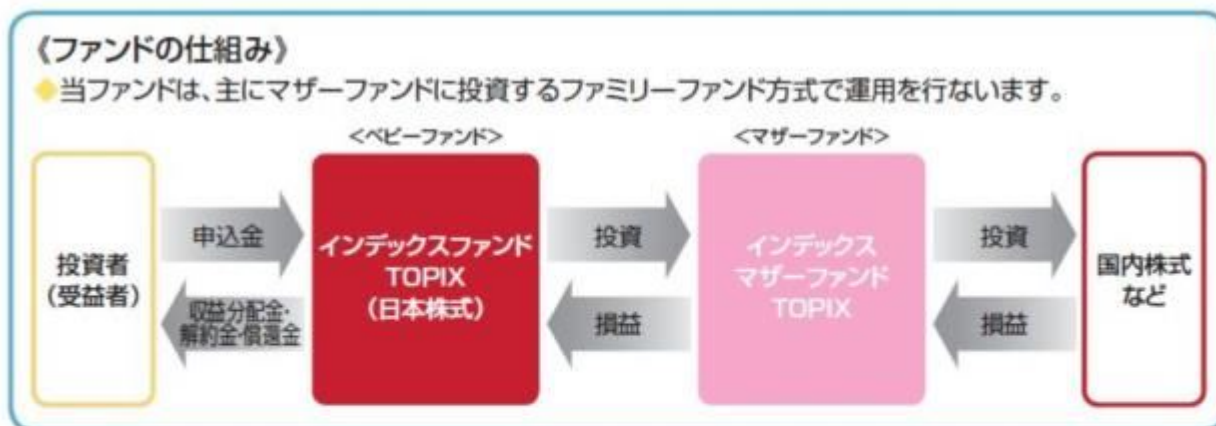 《ファンドの仕組み》
◆当ファンドは、主にマザーファンドに投資するファミリーファンド方式で運用を行ないます。
<ベビーファンド>
<マザーファンド>
投資者
(受益者)
申込金
収益分配金・
解約金・償還金
インデックスファンド
TOPIX
(日本株式)
投資
損益
インデックス
マザーファンド
TOPIX
投資
損益
国内株式
など